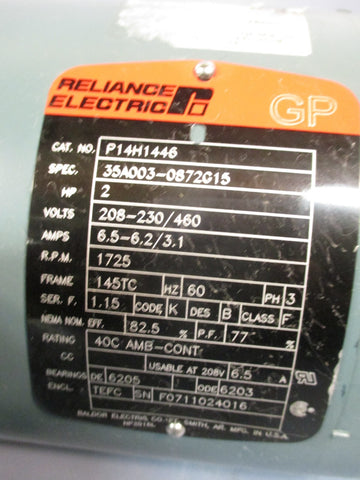 RELIANCE
ELECTRIC
GP
CAT. NO. P14H1446
SPEC. 35A003-0872G15
HP 2
VOLTS 208-230/460
AMPS 6.5-6.2/3.1
R.P.M. 1725
FRAME 145TC HZ 60 PH 3
SER. F. 1.15 CODE K DES B CLASS F
NEMA NOM. EFF. 82.5 % P.F. 77 %
RATING 40C AMB-CONT
CC USABLE AT 208V 6.5 A
BEARINGS DE 6205 ODE 6203
ENCL. TEFC SN F0711024016
BALDOR ELECTRIC CO. FT. SMITH, AR. MFG. IN U.S.A.